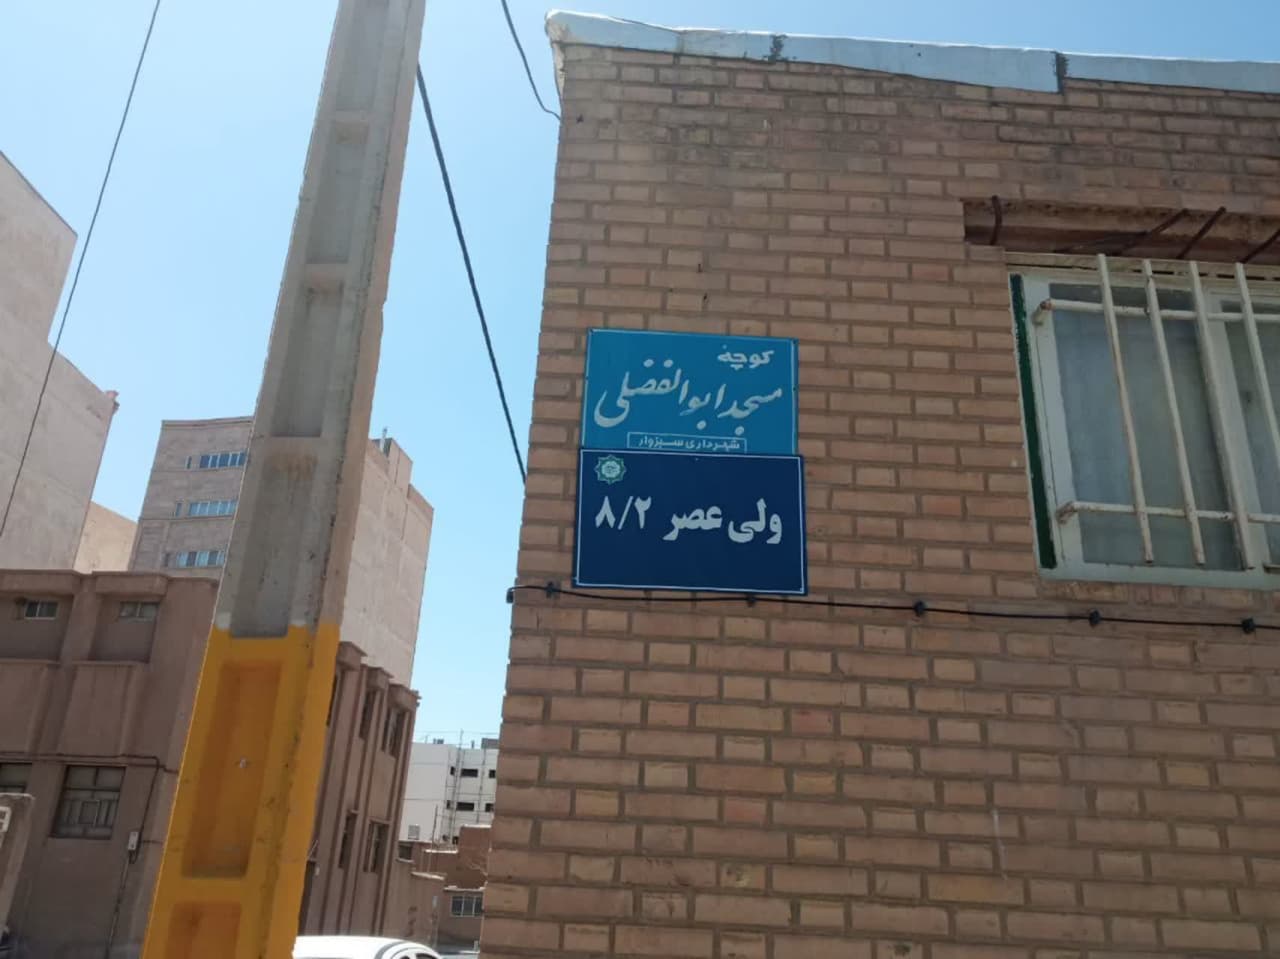 کوچه
مسجد ابوالفضلی
شهرداری سبزوار
ولی عصر ۸/۲